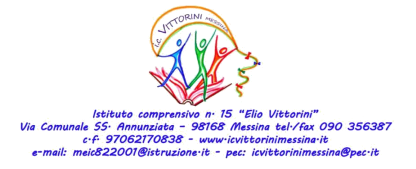 I.C. VITTORINI MESSINA
Istituto comprensivo n. 15 "Elio Vittorini"
Via Comunale SS. Annunziata - 98168 Messina tel./fax 090 356387
c.f. 97062170838 - www.icvittorinimessina.it
e-mail: meic822001@istruzione.it - pec: icvittorinimessina@pec.it